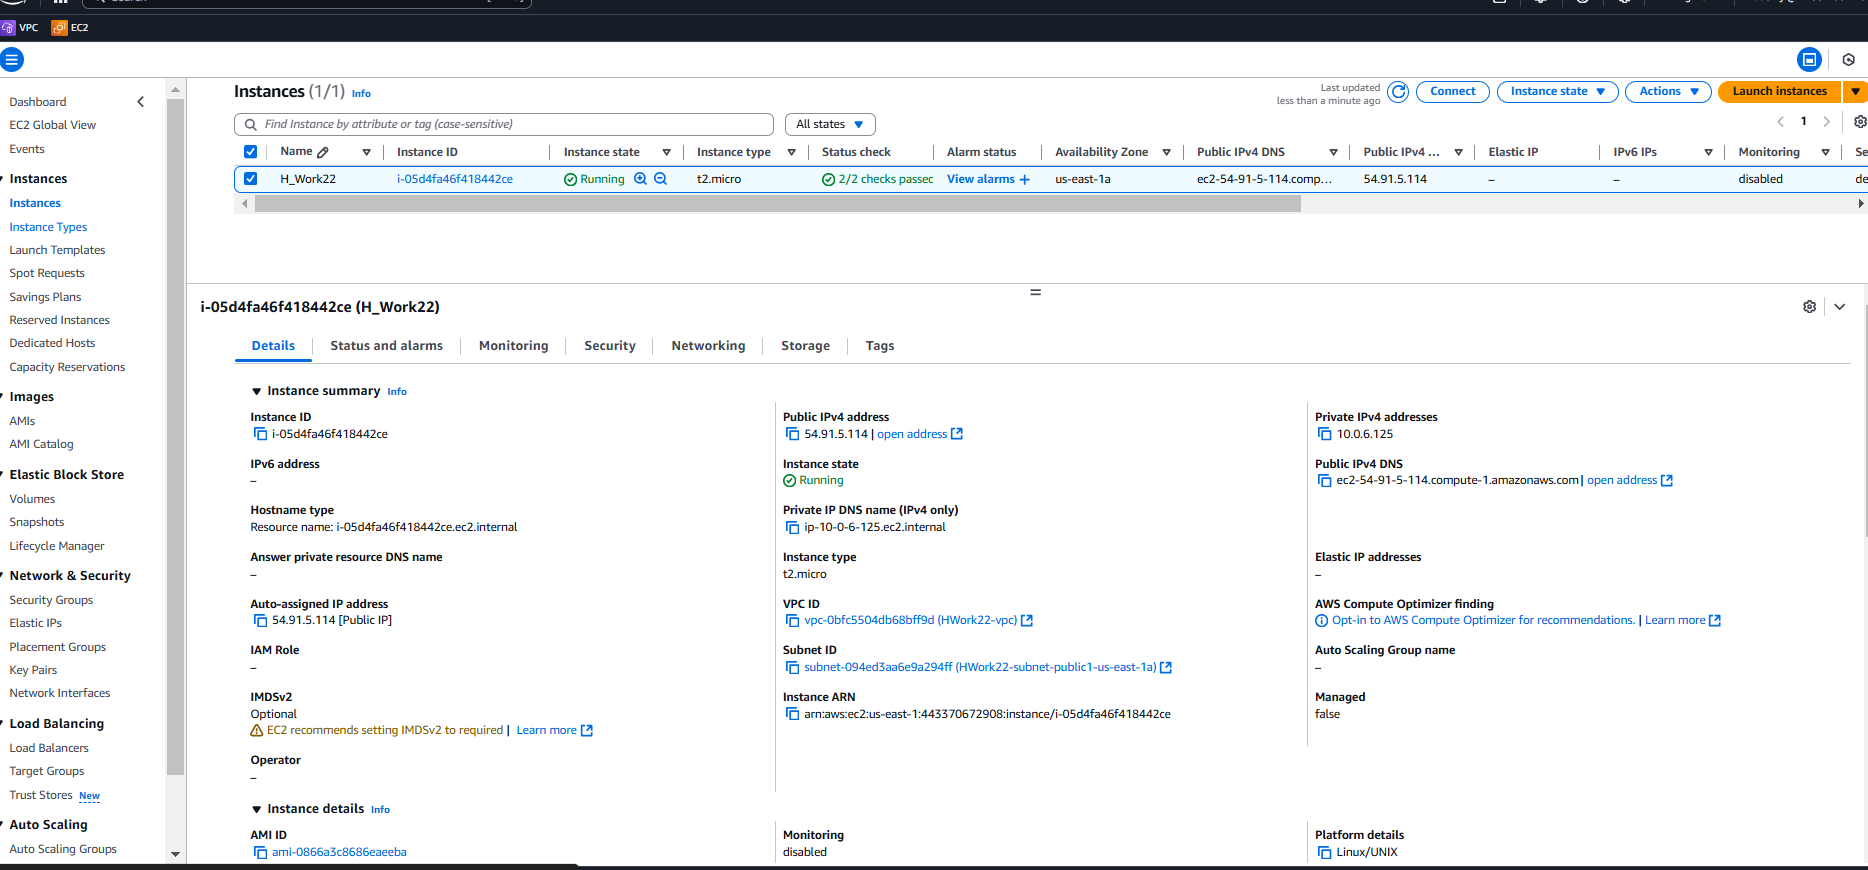 VPC EC2
Instances (1/1) Info
Last updated
less than a minute ago
Connect Instance state Actions Launch instances
Find Instance by attribute or tag (case-sensitive) All states 1
Name Instance ID Instance state Instance type Status check Alarm status Availability Zone Public IPv4 DNS Public IPv4 ... Elastic IP IPv6 IPs Monitoring Se
H_Work22 i-05d4fa46f418442ce Running t2.micro 2/2 checks passed View alarms + us-east-1a ec2-54-91-5-114.comp... 54.91.5.114 – – disabled de
Dashboard
EC2 Global View
Events
Instances
Instances
Instance Types
Launch Templates
Spot Requests
Savings Plans
Reserved Instances
Dedicated Hosts
Capacity Reservations
Images
AMIs
AMI Catalog
Elastic Block Store
Volumes
Snapshots
Lifecycle Manager
Network & Security
Security Groups
Elastic IPs
Placement Groups
Key Pairs
Network Interfaces
Load Balancing
Load Balancers
Target Groups
Trust Stores New
Auto Scaling
Auto Scaling Groups
i-05d4fa46f418442ce (H_Work22)
Details Status and alarms Monitoring Security Networking Storage Tags
Instance summary Info
Instance ID
i-05d4fa46f418442ce
IPv6 address
–
Hostname type
Resource name: i-05d4fa46f418442ce.ec2.internal
Answer private resource DNS name
–
Auto-assigned IP address
54.91.5.114 [Public IP]
IAM Role
–
IMDSv2
Optional
EC2 recommends setting IMDSv2 to required | Learn more
Operator
–
Public IPv4 address
54.91.5.114 | open address
Instance state
Running
Private IP DNS name (IPv4 only)
ip-10-0-6-125.ec2.internal
Instance type
t2.micro
VPC ID
vpc-0bfc5504db68bff9d (HWork22-vpc)
Subnet ID
subnet-094ed3aa6e9a294ff (HWork22-subnet-public1-us-east-1a)
Instance ARN
arn:aws:ec2:us-east-1:443370672908:instance/i-05d4fa46f418442ce
Private IPv4 addresses
10.0.6.125
Public IPv4 DNS
ec2-54-91-5-114.compute-1.amazonaws.com | open address
Elastic IP addresses
–
AWS Compute Optimizer finding
Opt-in to AWS Compute Optimizer for recommendations. | Learn more
Auto Scaling Group name
–
Managed
false
Instance details Info
AMI ID
ami-0866a3c8686eaeeba
Monitoring
disabled
Platform details
Linux/UNIX